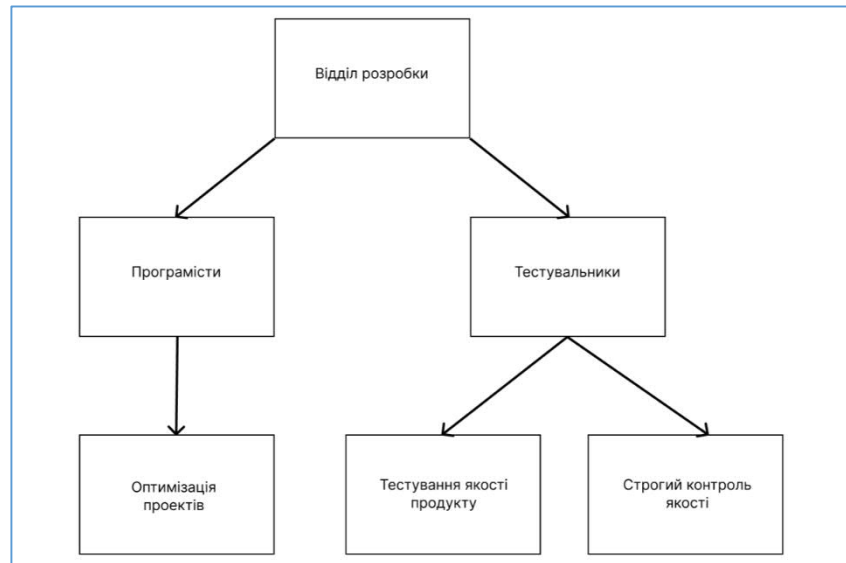 Відділ розробки
Програмісти
Тестувальники
Оптимізація
проектів
Тестування якості
продукту
Строгий контроль
якості